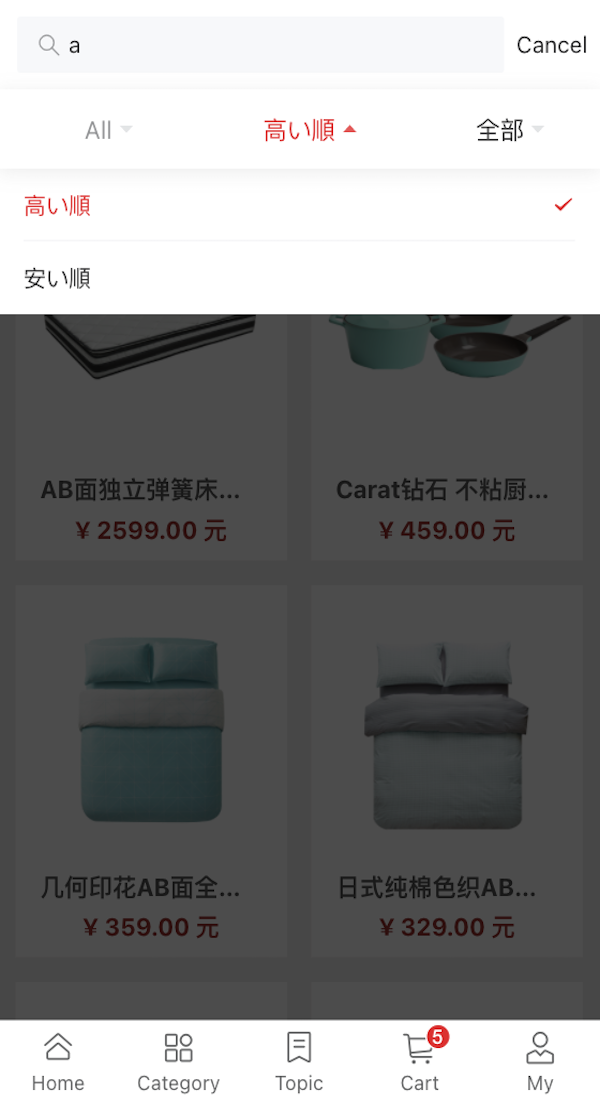 a
Cancel
All
高い順
全部
高い順
安い順
AB面独立弹簧床...
Carat钻石 不粘厨...
¥ 2599.00 元
¥ 459.00 元
几何印花AB面全...
日式纯棉色织AB...
¥ 359.00 元
¥ 329.00 元
5
Home
Category
Topic
Cart
My